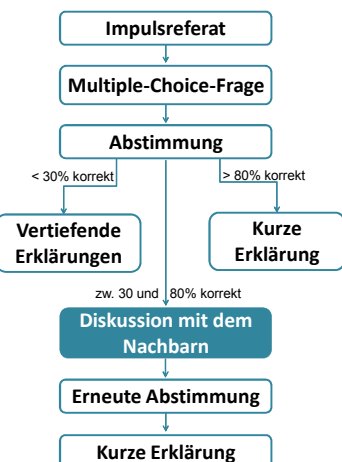 Impulsreferat
Multiple-Choice-Frage
Abstimmung
< 30% korrekt
> 80% korrekt
Vertiefende
Erklärungen
Kurze
Erklärung
zw. 30 und 80% korrekt
Diskussion mit dem
Nachbarn
Erneute Abstimmung
Kurze Erklärung